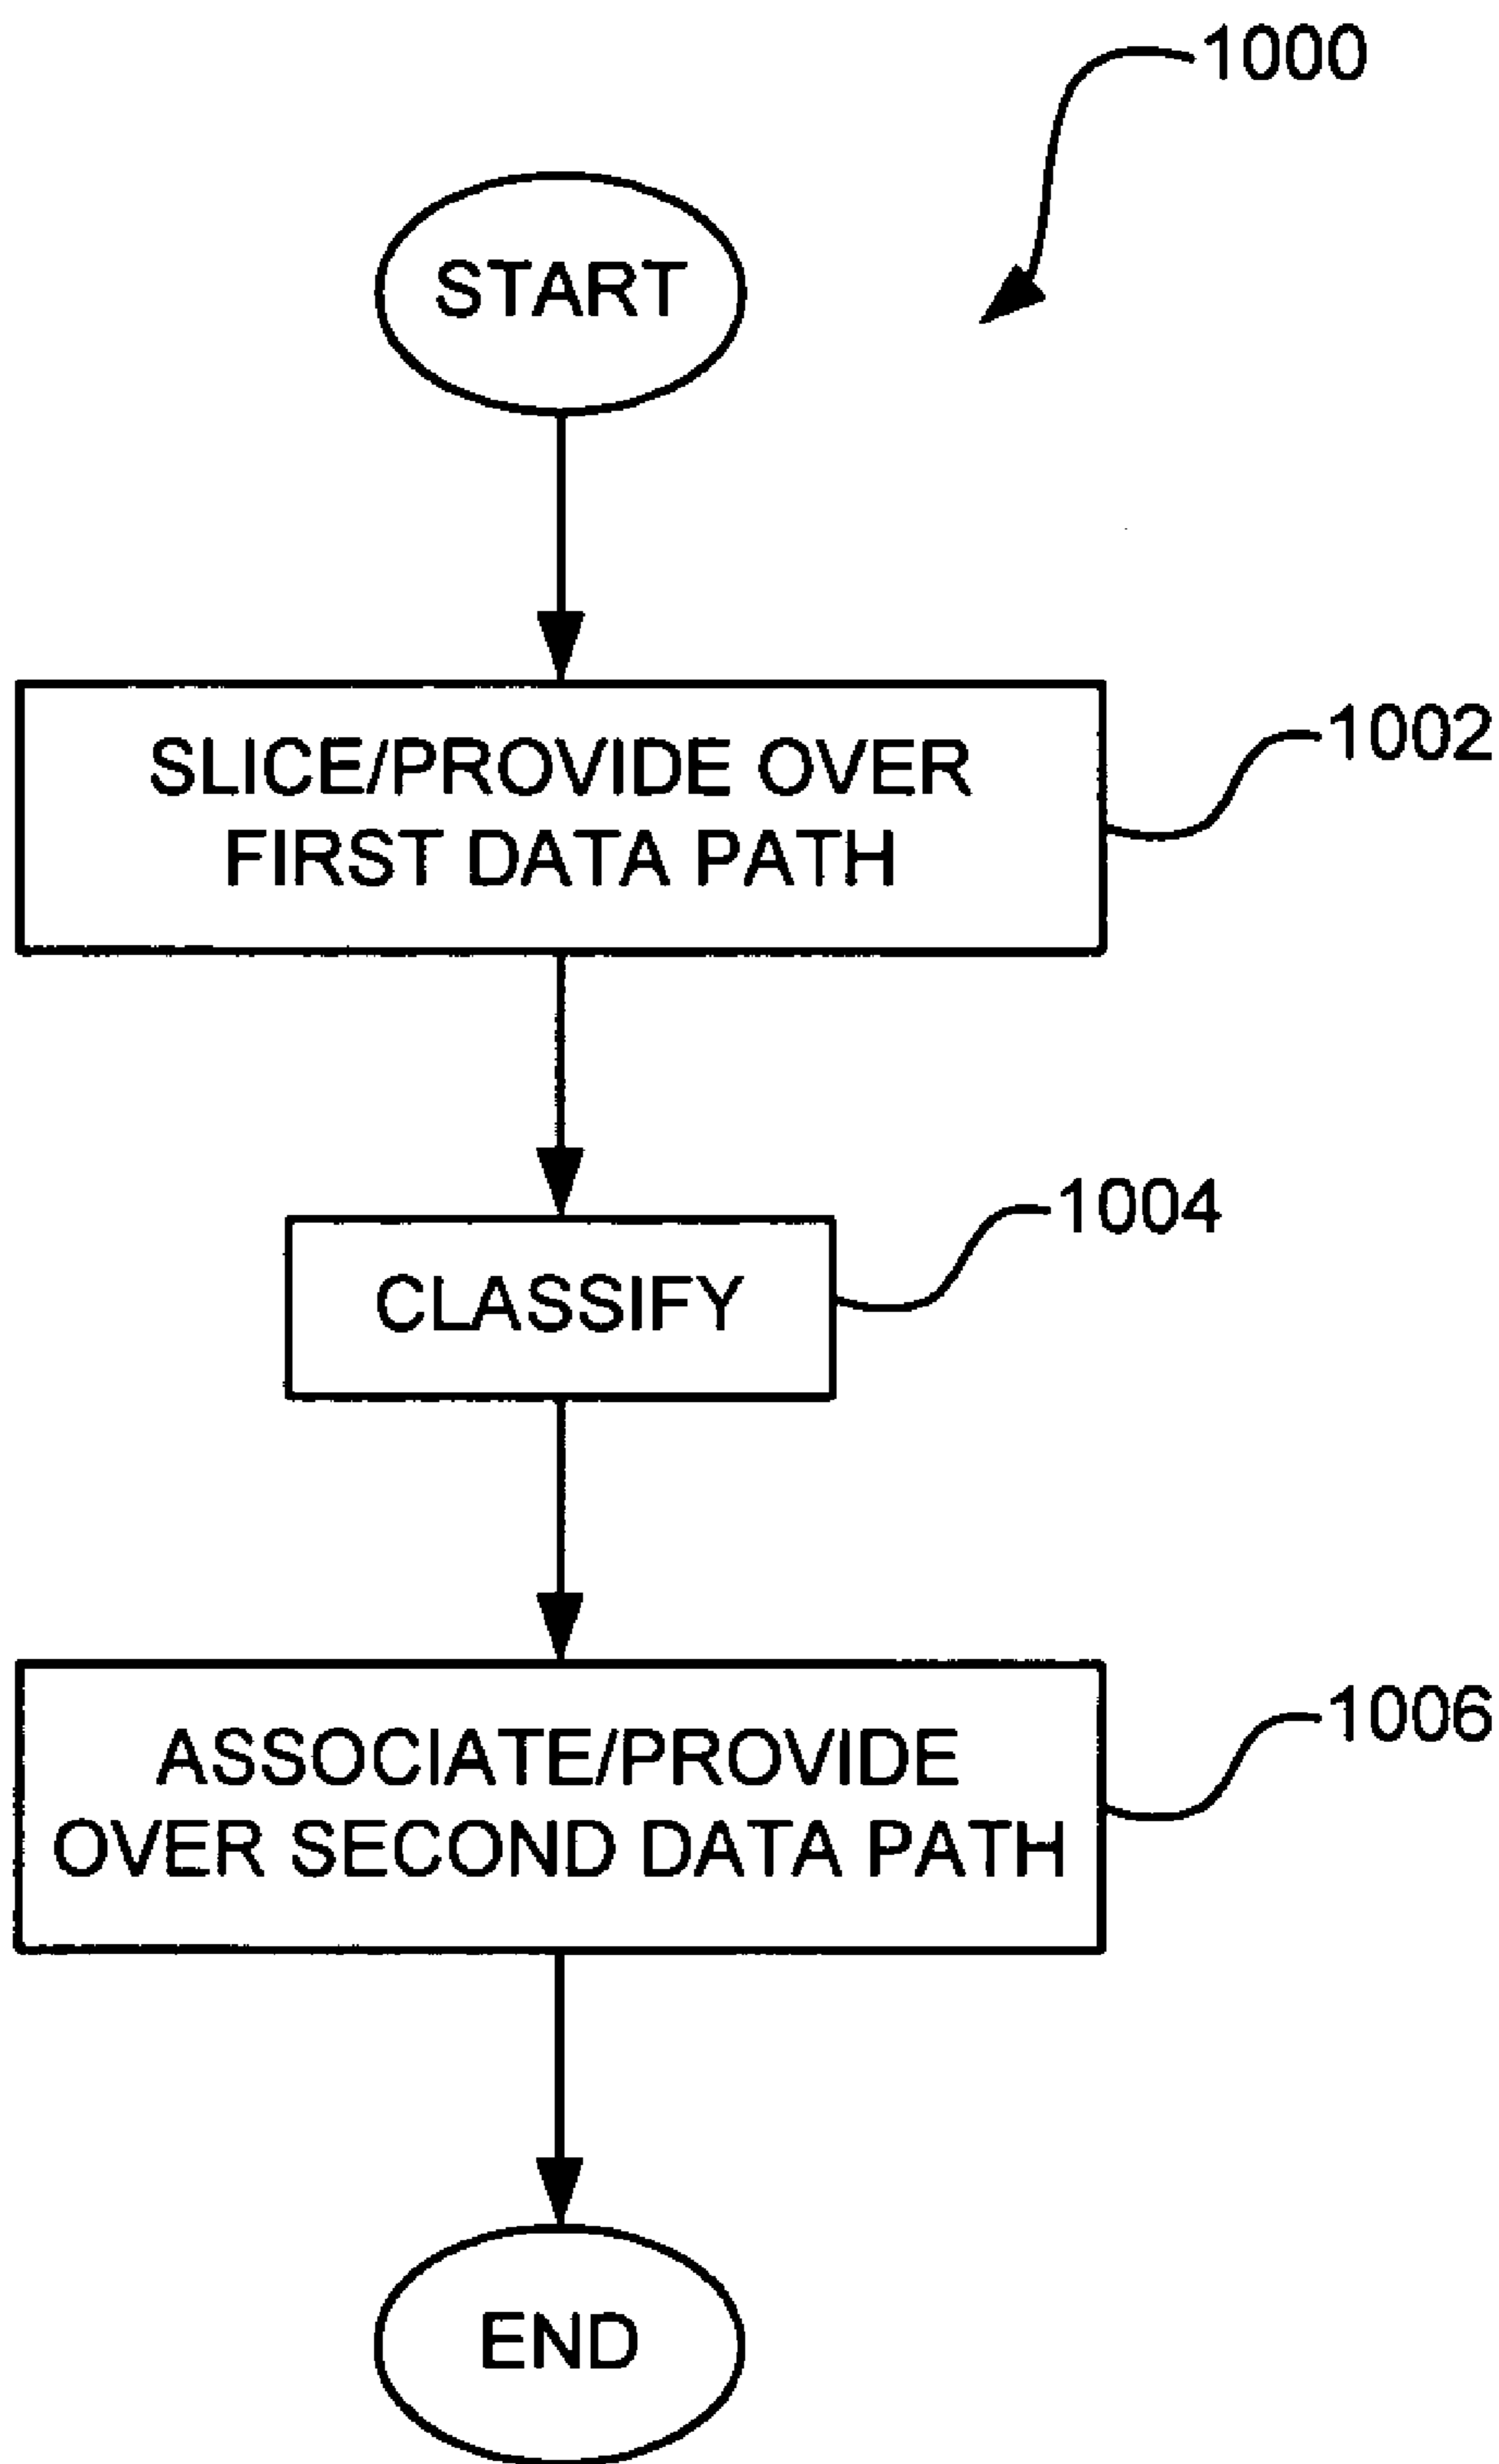 1000
START
SLICE/PROVIDE OVER
FIRST DATA PATH
1002
CLASSIFY
1004
ASSOCIATE/PROVIDE
OVER SECOND DATA PATH
1006
END